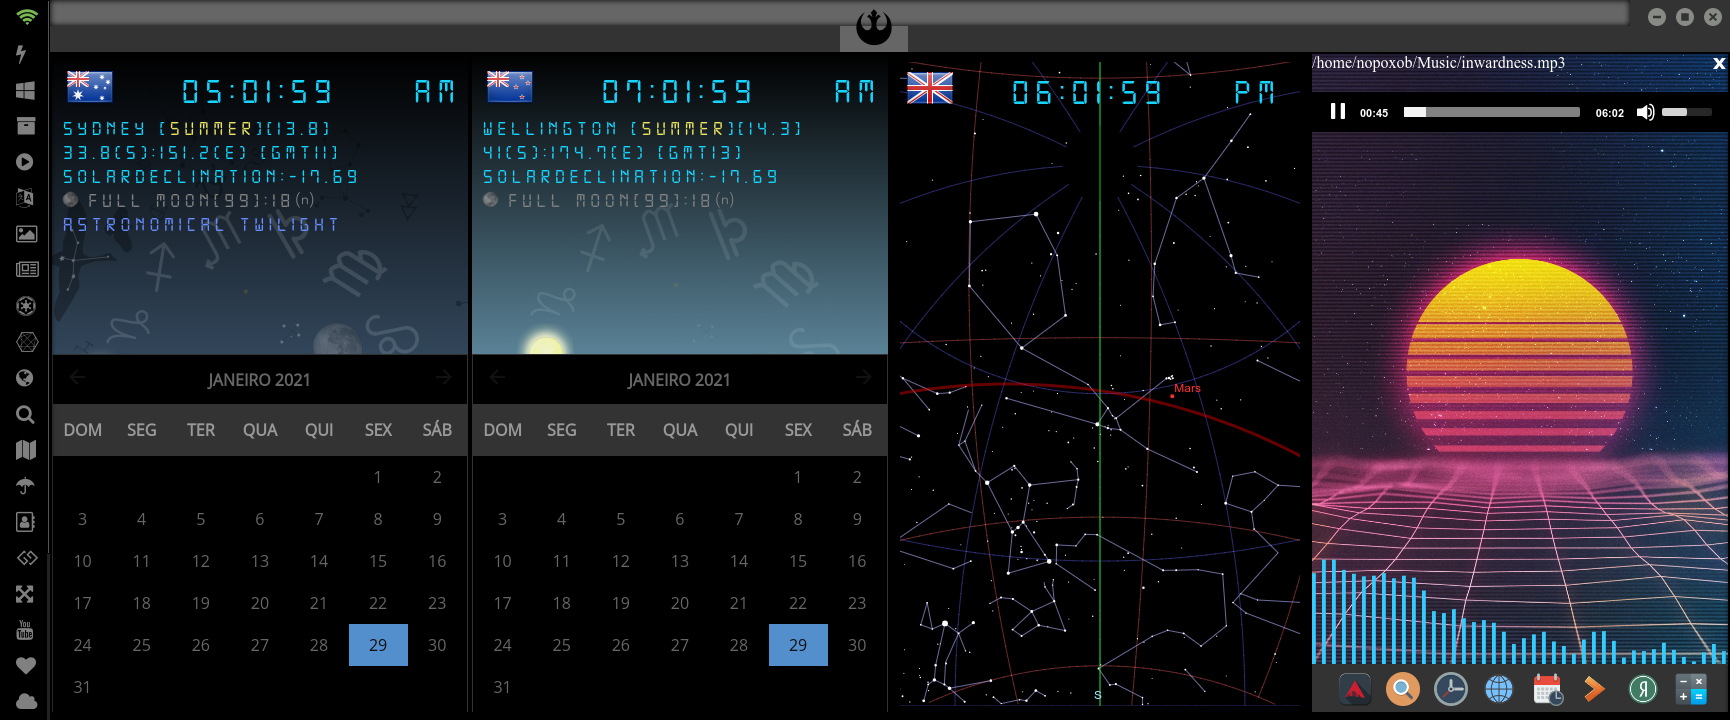 05:01:59 AM
SYDNEY [SUMMER][13.8]
33.8(S):151.2(E) [GMT11]
SOLARDECLINATION:-17.69
FULL MOON[99]:18(n)
ASTRONOMICAL TWILIGHT
JANEIRO 2021
DOM SEG TER QUA QUI SEX SÁB
1 2
3 4 5 6 7 8 9
10 11 12 13 14 15 16
17 18 19 20 21 22 23
24 25 26 27 28 29 30
31
07:01:59 AM
WELLINGTON [SUMMER][14.3]
41(S):174.7(E) [GMT13]
SOLARDECLINATION:-17.69
FULL MOON[99]:18(n)
JANEIRO 2021
DOM SEG TER QUA QUI SEX SÁB
1 2
3 4 5 6 7 8 9
10 11 12 13 14 15 16
17 18 19 20 21 22 23
24 25 26 27 28 29 30
31
06:01:59 PM
Mars
S
/home/nopoxob/Music/inwardness.mp3
x
00:45 06:02
You
Tube
Я